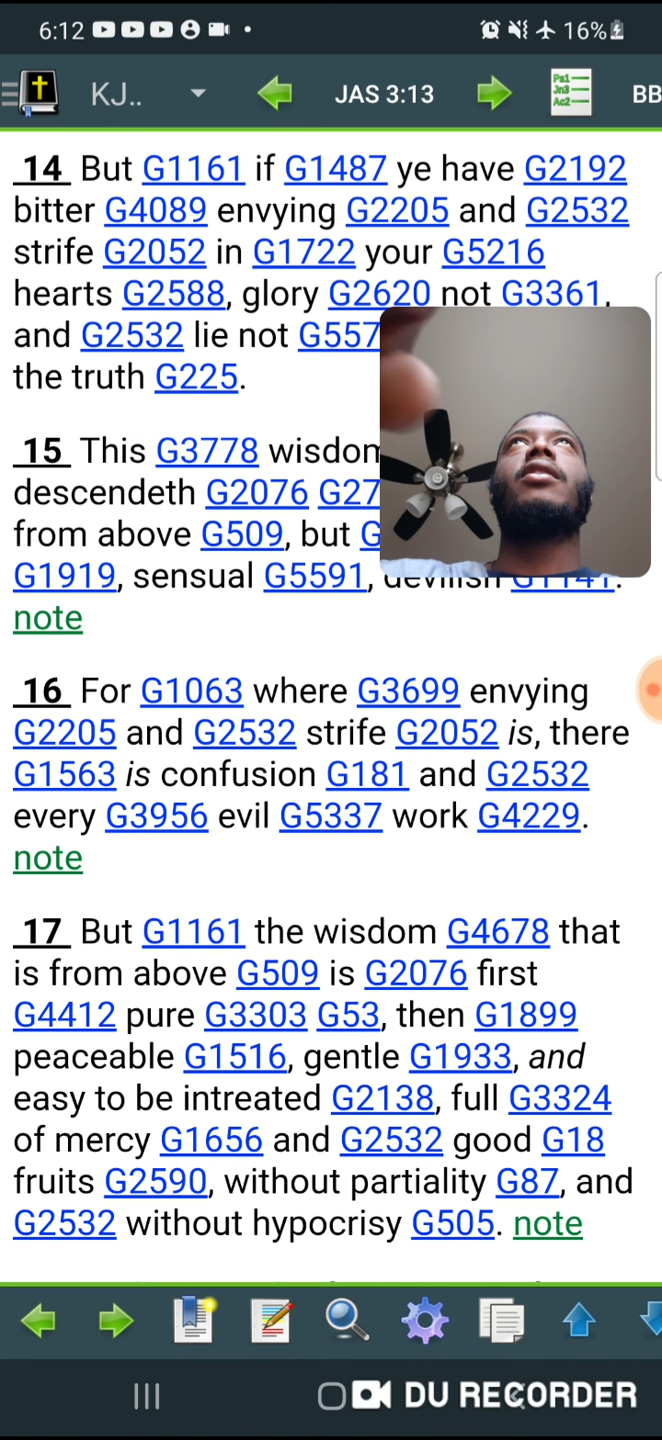 6:12 16%
KJ.. JAS 3:13 Ps1 Jn3 Ac2 BB
14 But G1161 if G1487 ye have G2192
bitter G4089 envying G2205 and G2532
strife G2052 in G1722 your G5216
hearts G2588, glory G2620 not G3361,
and G2532 lie not G557
the truth G225.
15 This G3778 wisdom
descendeth G2076 G27
from above G509, but G
G1919, sensual G5591, devilish G1141.
note
16 For G1063 where G3699 envying
G2205 and G2532 strife G2052 is, there
G1563 is confusion G181 and G2532
every G3956 evil G5337 work G4229.
note
17 But G1161 the wisdom G4678 that
is from above G509 is G2076 first
G4412 pure G3303 G53, then G1899
peaceable G1516, gentle G1933, and
easy to be intreated G2138, full G3324
of mercy G1656 and G2532 good G18
fruits G2590, without partiality G87, and
G2532 without hypocrisy G505. note
DU RECORDER